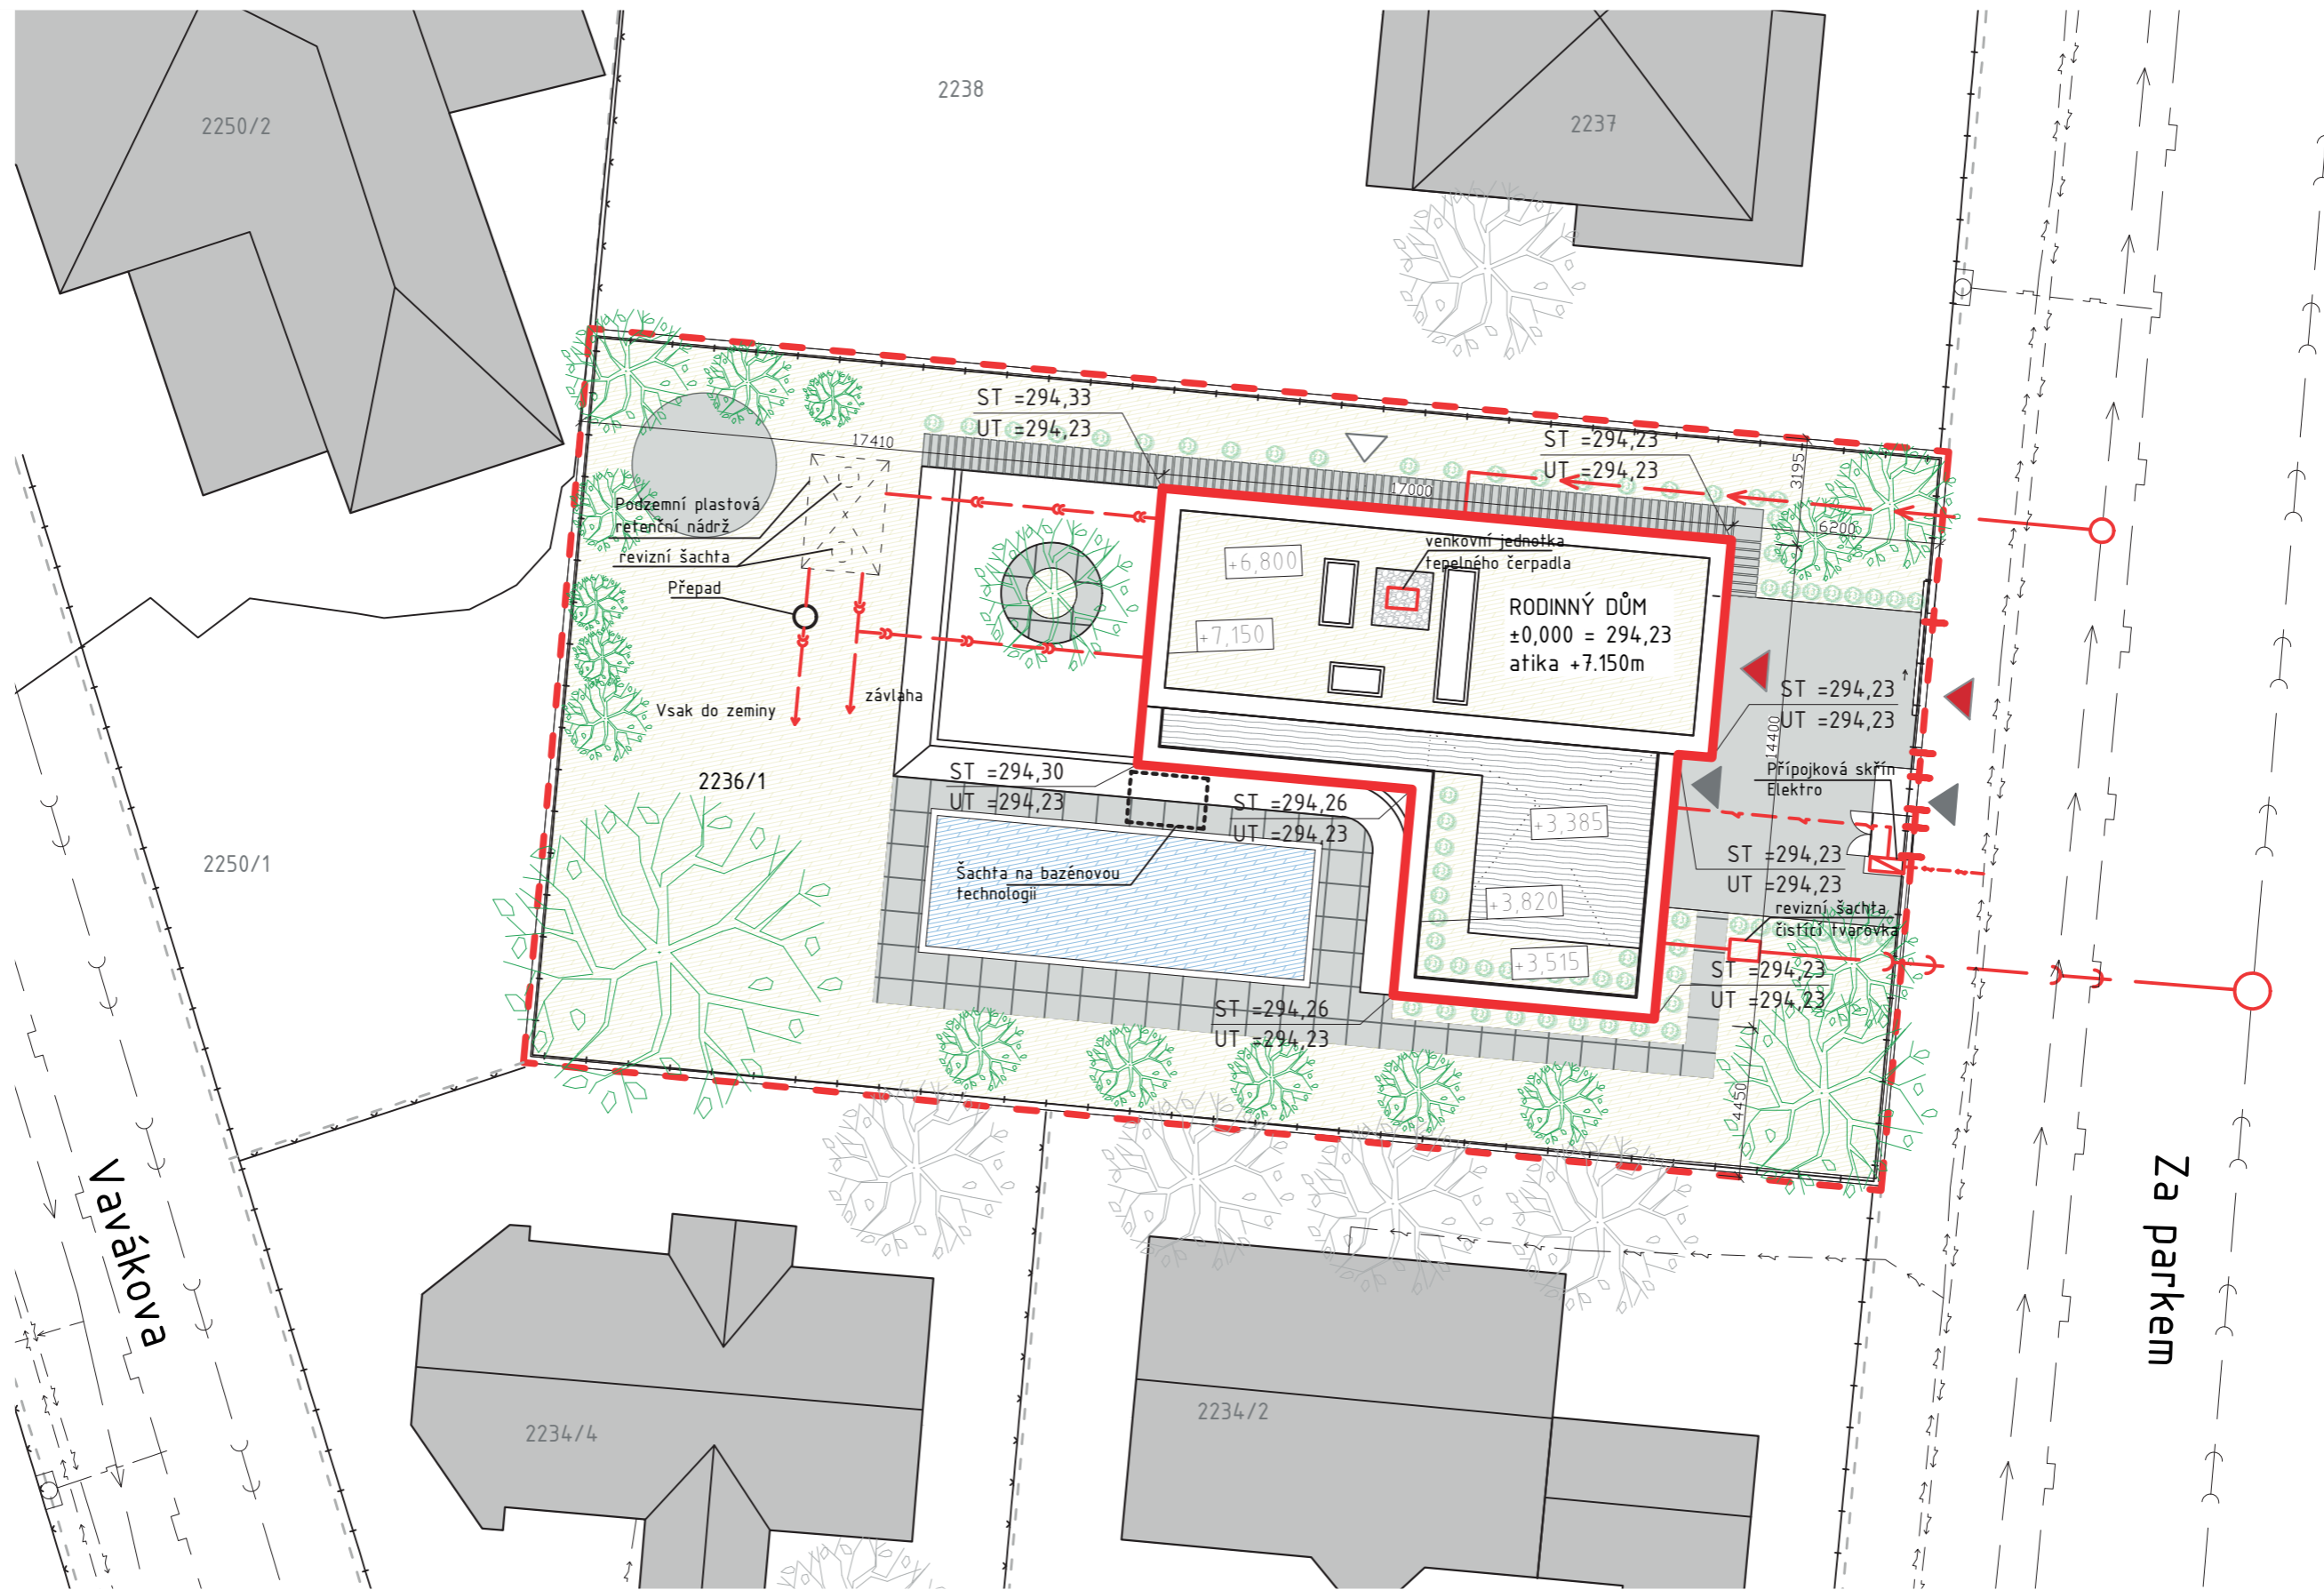 2238
2250/2
2237
ST =294,33
UT =294,23
17410
ST =294,23
UT =294,23
3195
17000
6200
Podzemní plastová
retenční nádrž
revizní šachta
Přepad
venkovní jednotka
tepelného čerpadla
+6,800
+7,150
RODINNÝ DŮM
±0,000 = 294,23
atika +7.150m
závlaha
Vsak do zeminy
ST =294,23
UT =294,23
14400
2236/1
ST =294,30
UT =294,23
ST =294,26
UT =294,23
Přípojková skřín
Elektro
+3,385
2250/1
Šachta na bazénovou
technologii
ST =294,23
UT =294,23
+3,820
revizní šachta
čistící tvarovka
+3,515
ST =294,23
UT =294,23
ST =294,26
UT =294,23
4450
Vavákova
Za parkem
2234/4
2234/2